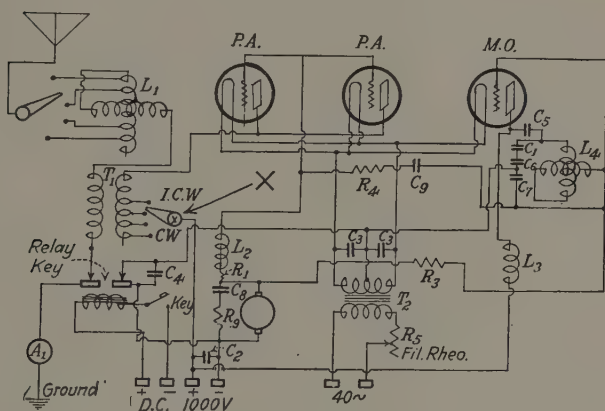 P.A.
P.A.
M.O.
L1
C5
C1
C6
C7
L4
T1
I.C.W
X
CW
R4
C9
Relay
Key
L2
R1
C8
R9
C4
Key
C3
C3
R3
L3
T2
R5
Fil. Rheo.
A1
C2
Ground
+ − + −
D.C. 1000V
40~